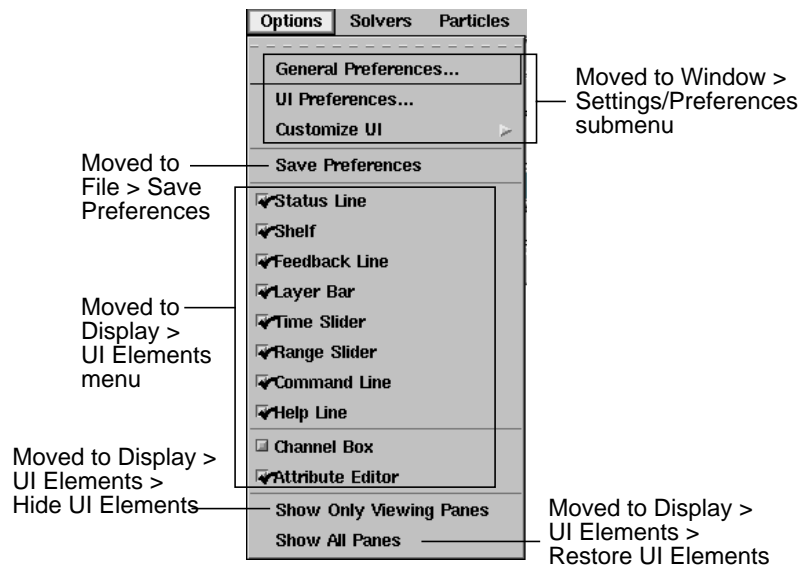 Options Solvers Particles
General Preferences...
UI Preferences...
Customize UI
Moved to Window >
Settings/Preferences
submenu
Save Preferences
Moved to
File > Save
Preferences
Status Line
Shelf
Feedback Line
Layer Bar
Time Slider
Range Slider
Command Line
Help Line
Channel Box
Attribute Editor
Moved to
Display >
UI Elements
menu
Show Only Viewing Panes
Moved to Display >
UI Elements >
Hide UI Elements
Show All Panes
Moved to Display >
UI Elements >
Restore UI Elements